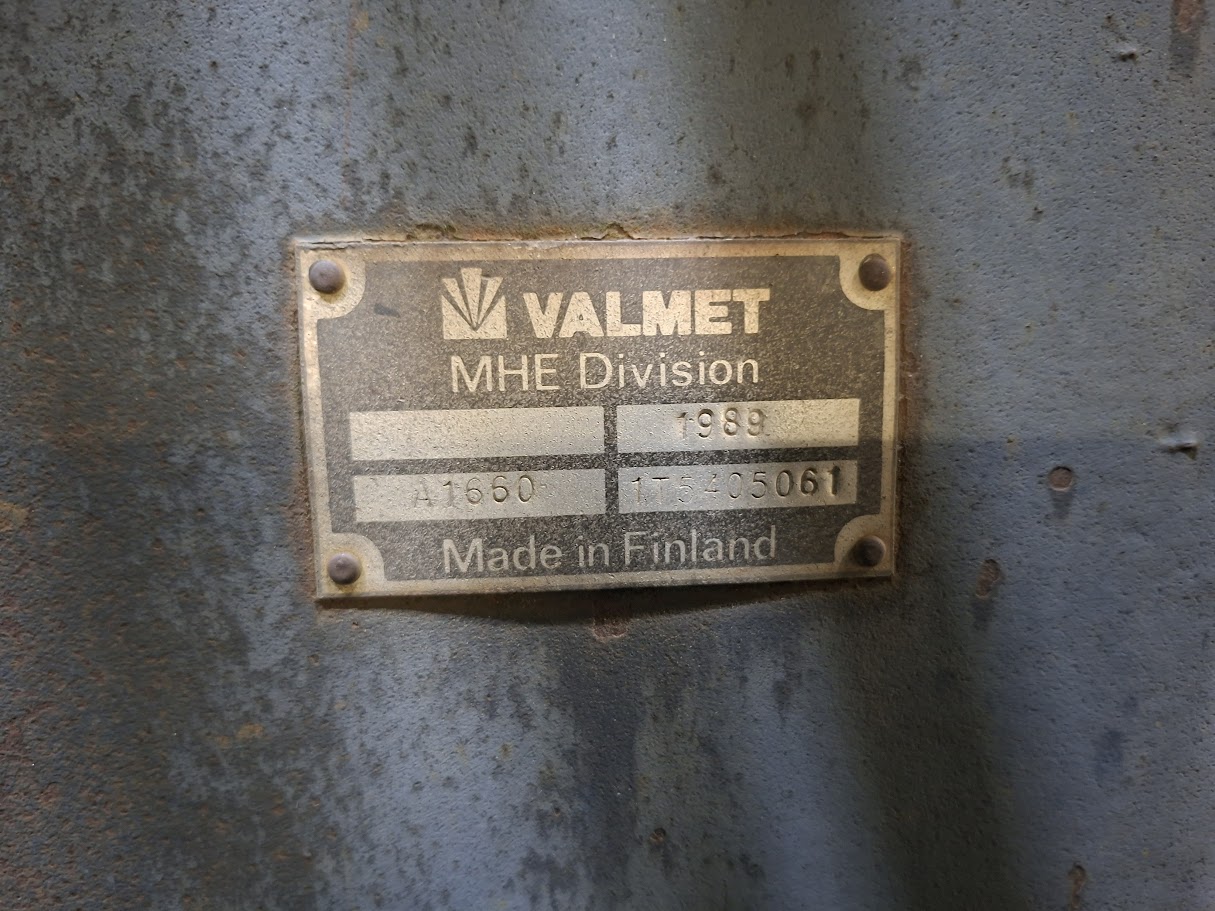 VALMET
MHE Division
1989
A1660 1T5405061
Made in Finland